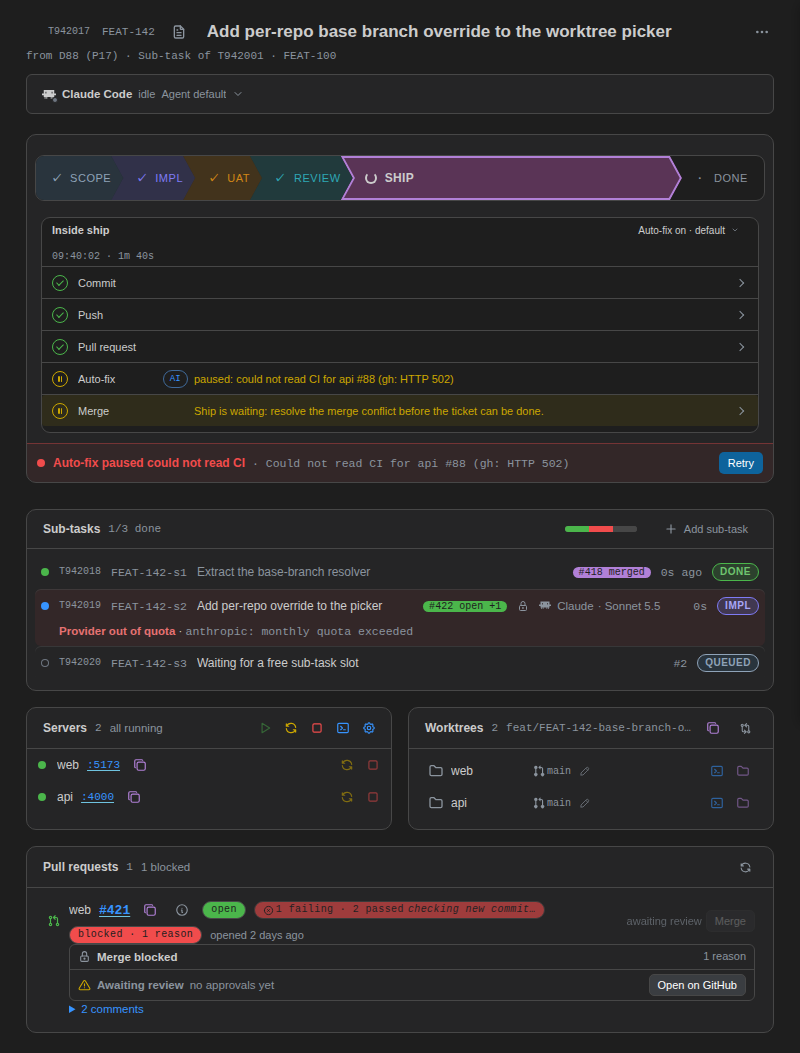 T942017 FEAT-142 Add per-repo base branch override to the worktree picker
from D88 (P17) · Sub-task of T942001 · FEAT-100
Claude Code idle Agent default
SCOPE IMPL UAT REVIEW SHIP DONE
Inside ship Auto-fix on · default
09:40:02 · 1m 40s
Commit
Push
Pull request
Auto-fix AI paused: could not read CI for api #88 (gh: HTTP 502)
Merge Ship is waiting: resolve the merge conflict before the ticket can be done.
Auto-fix paused could not read CI · Could not read CI for api #88 (gh: HTTP 502) Retry
Sub-tasks 1/3 done Add sub-task
T942018 FEAT-142-s1 Extract the base-branch resolver #418 merged 0s ago DONE
T942019 FEAT-142-s2 Add per-repo override to the picker #422 open +1 Claude · Sonnet 5.5 0s IMPL
Provider out of quota · anthropic: monthly quota exceeded
T942020 FEAT-142-s3 Waiting for a free sub-task slot #2 QUEUED
Servers 2 all running
web :5173
api :4000
Worktrees 2 feat/FEAT-142-base-branch-o…
web main
api main
Pull requests 1 1 blocked
web #421 open 1 failing · 2 passed checking new commit…
blocked · 1 reason opened 2 days ago
awaiting review Merge
Merge blocked 1 reason
Awaiting review no approvals yet Open on GitHub
2 comments